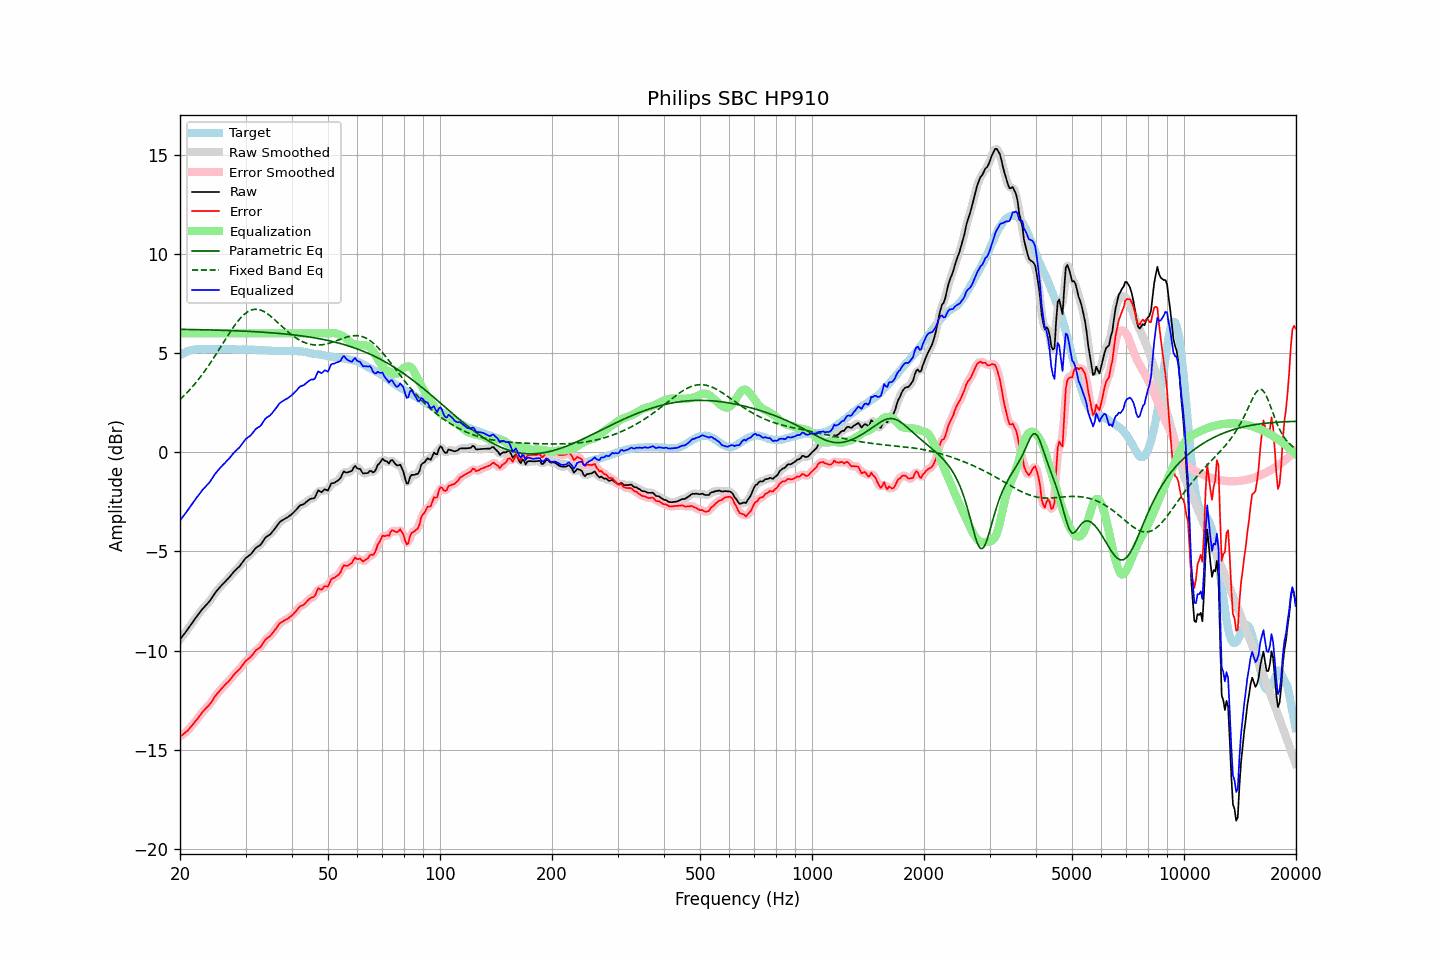 Philips SBC HP910
Target
Raw Smoothed
Error Smoothed
Raw
Error
Equalization
Parametric Eq
Fixed Band Eq
Equalized
Amplitude (dBr)
15
10
5
0
−5
−10
−15
−20
20 50 100 200 500 1000 2000 5000 10000 20000
Frequency (Hz)